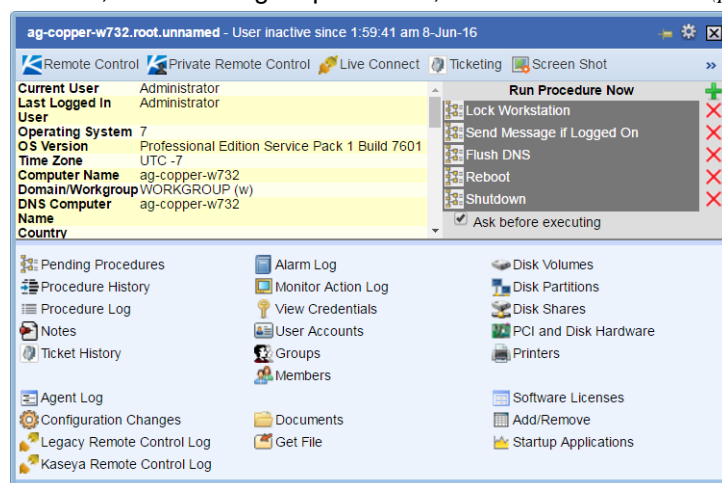 ag-copper-w732.root.unnamed - User inactive since 1:59:41 am 8-Jun-16
Remote Control Private Remote Control Live Connect Ticketing Screen Shot »
Current User Administrator
Last Logged In User Administrator
Operating System 7
OS Version Professional Edition Service Pack 1 Build 7601
Time Zone UTC -7
Computer Name ag-copper-w732
Domain/Workgroup WORKGROUP (w)
DNS Computer Name ag-copper-w732
Country
Run Procedure Now
Lock Workstation
Send Message if Logged On
Flush DNS
Reboot
Shutdown
Ask before executing
Pending Procedures
Procedure History
Procedure Log
Notes
Ticket History
Agent Log
Configuration Changes
Legacy Remote Control Log
Kaseya Remote Control Log
Alarm Log
Monitor Action Log
View Credentials
User Accounts
Groups
Members
Documents
Get File
Disk Volumes
Disk Partitions
Disk Shares
PCI and Disk Hardware
Printers
Software Licenses
Add/Remove
Startup Applications